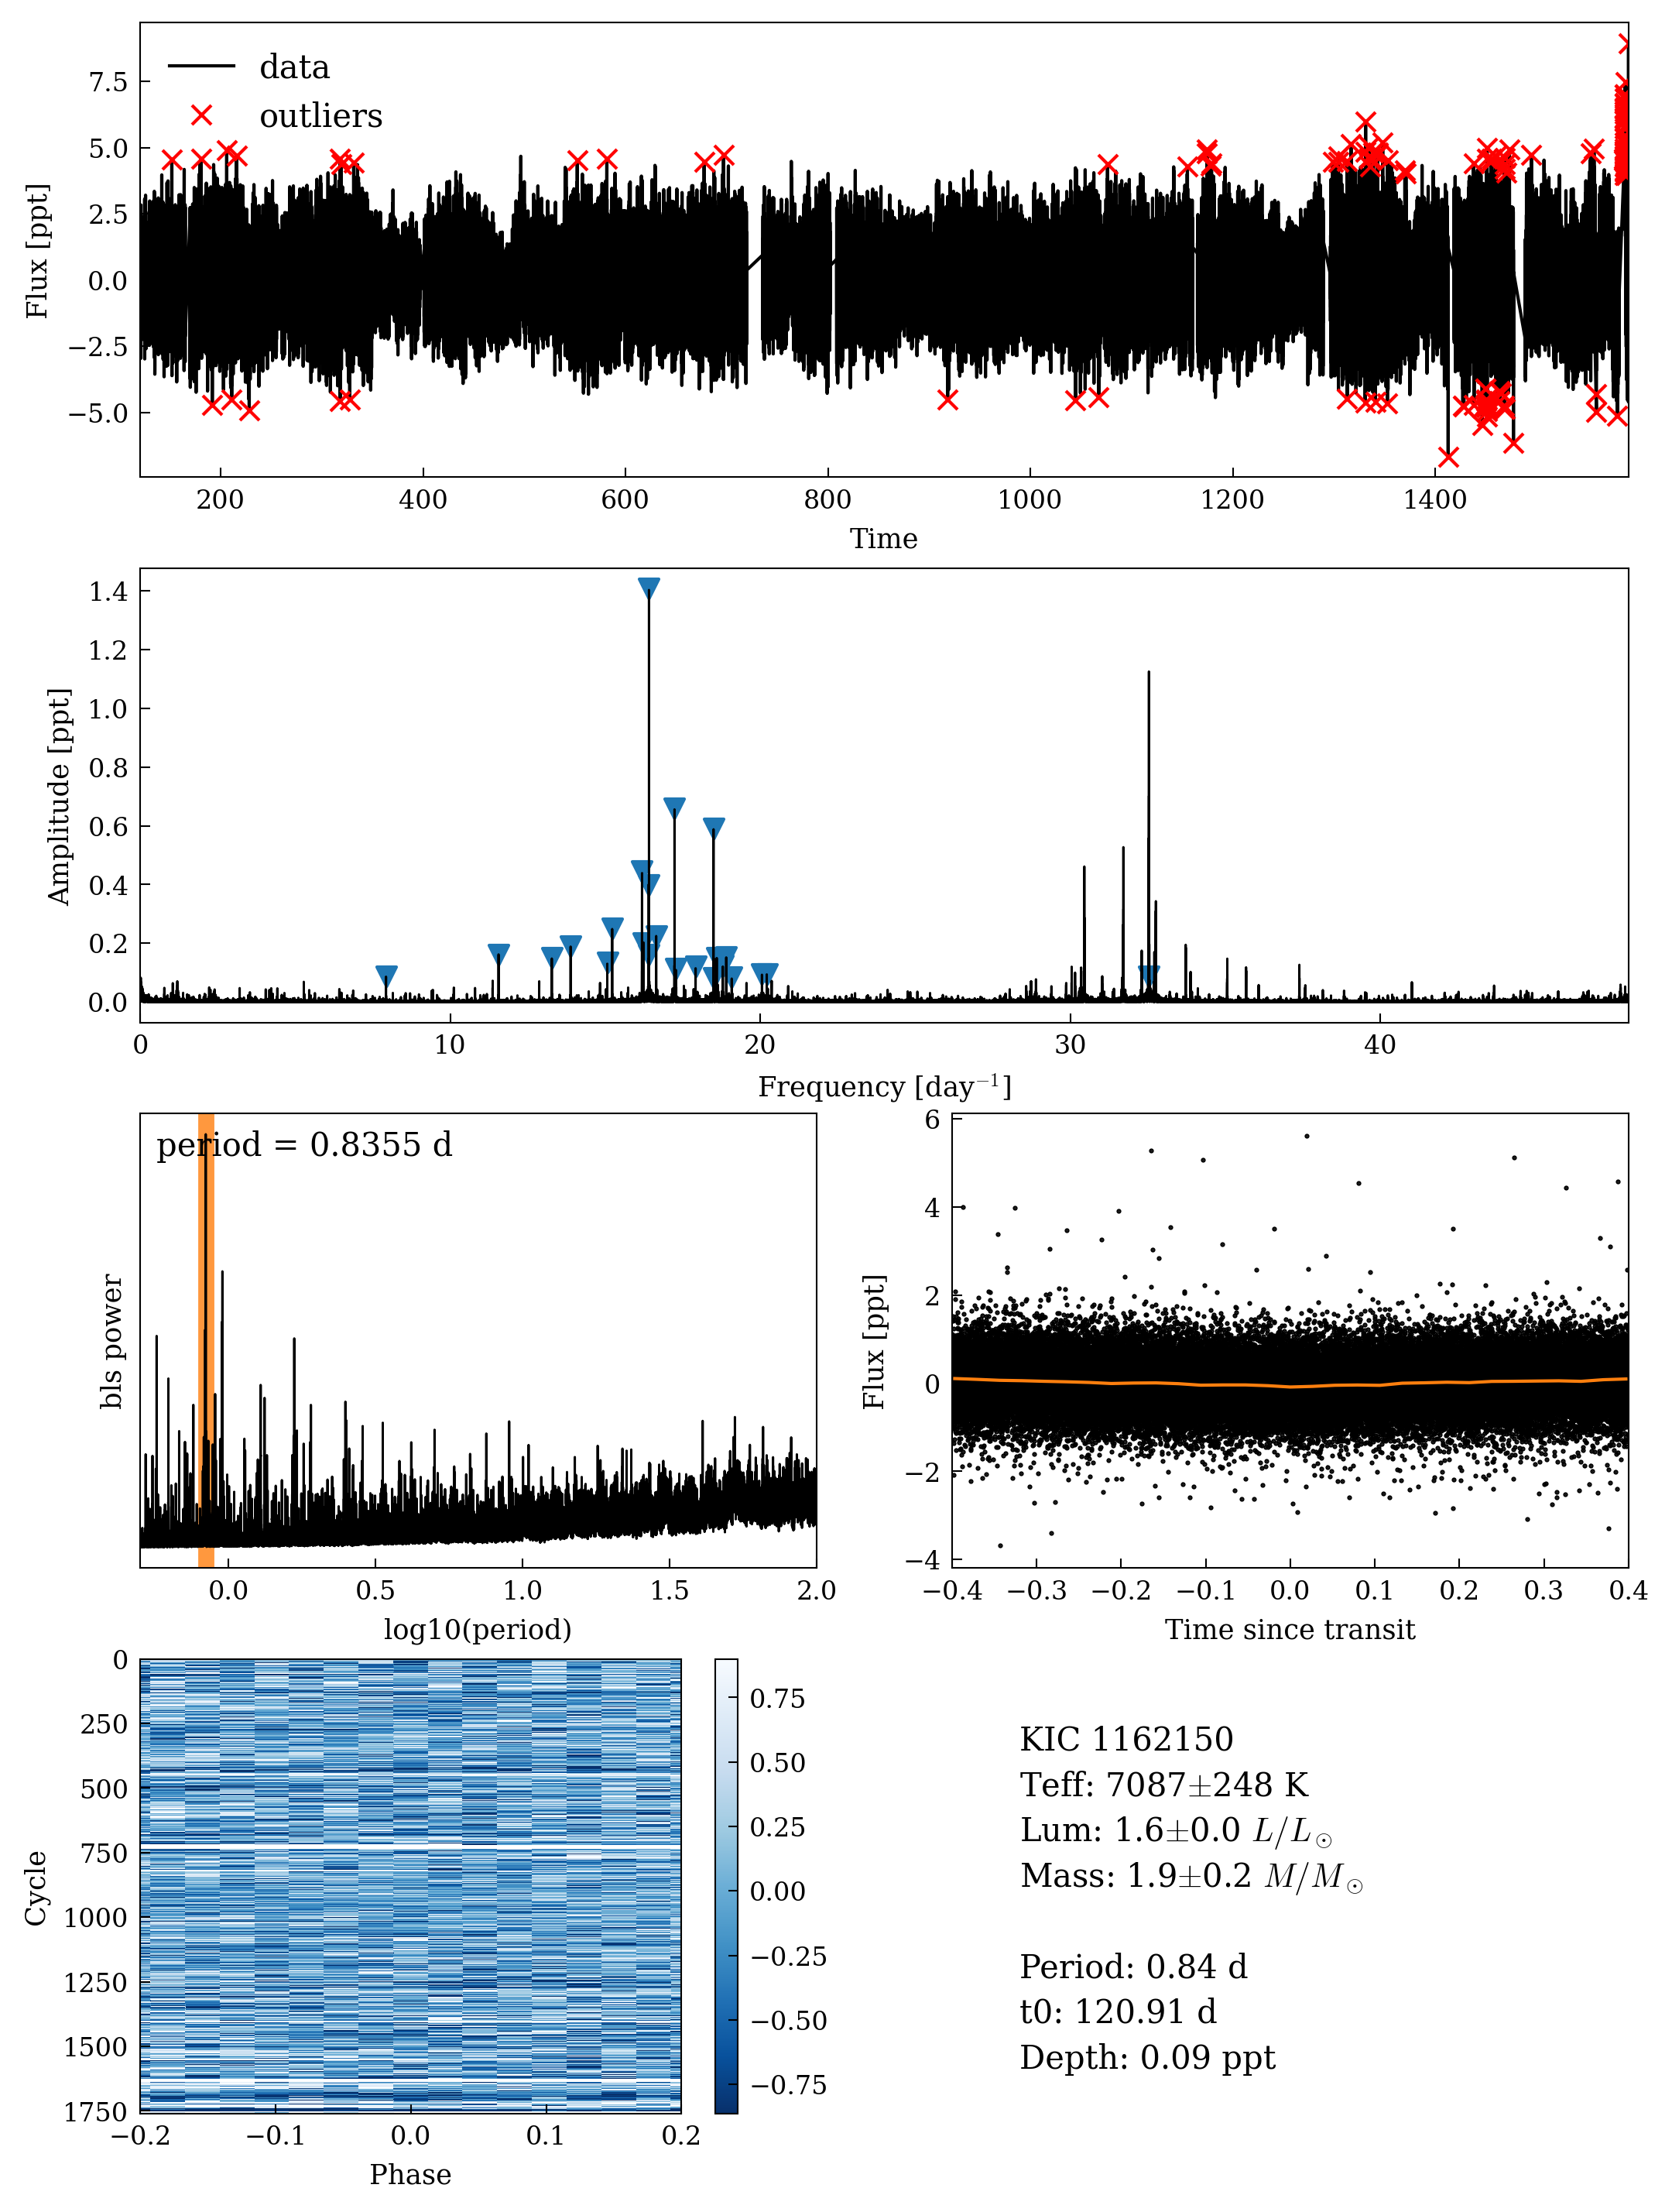 data
outliers
7.5
5.0
2.5
0.0
−2.5
−5.0
Flux [ppt]
200 400 600 800 1000 1200 1400
Time
1.4
1.2
1.0
0.8
0.6
0.4
0.2
0.0
Amplitude [ppt]
0 10 20 30 40
Frequency [day⁻¹]
period = 0.8355 d
bls power
0.0 0.5 1.0 1.5 2.0
log10(period)
6
4
2
0
−2
−4
Flux [ppt]
−0.4 −0.3 −0.2 −0.1 0.0 0.1 0.2 0.3 0.4
Time since transit
0
250
500
750
1000
1250
1500
1750
Cycle
−0.2 −0.1 0.0 0.1 0.2
Phase
0.75
0.50
0.25
0.00
−0.25
−0.50
−0.75
KIC 1162150
Teff: 7087±248 K
Lum: 1.6±0.0 L/L☉
Mass: 1.9±0.2 M/M☉
Period: 0.84 d
t0: 120.91 d
Depth: 0.09 ppt